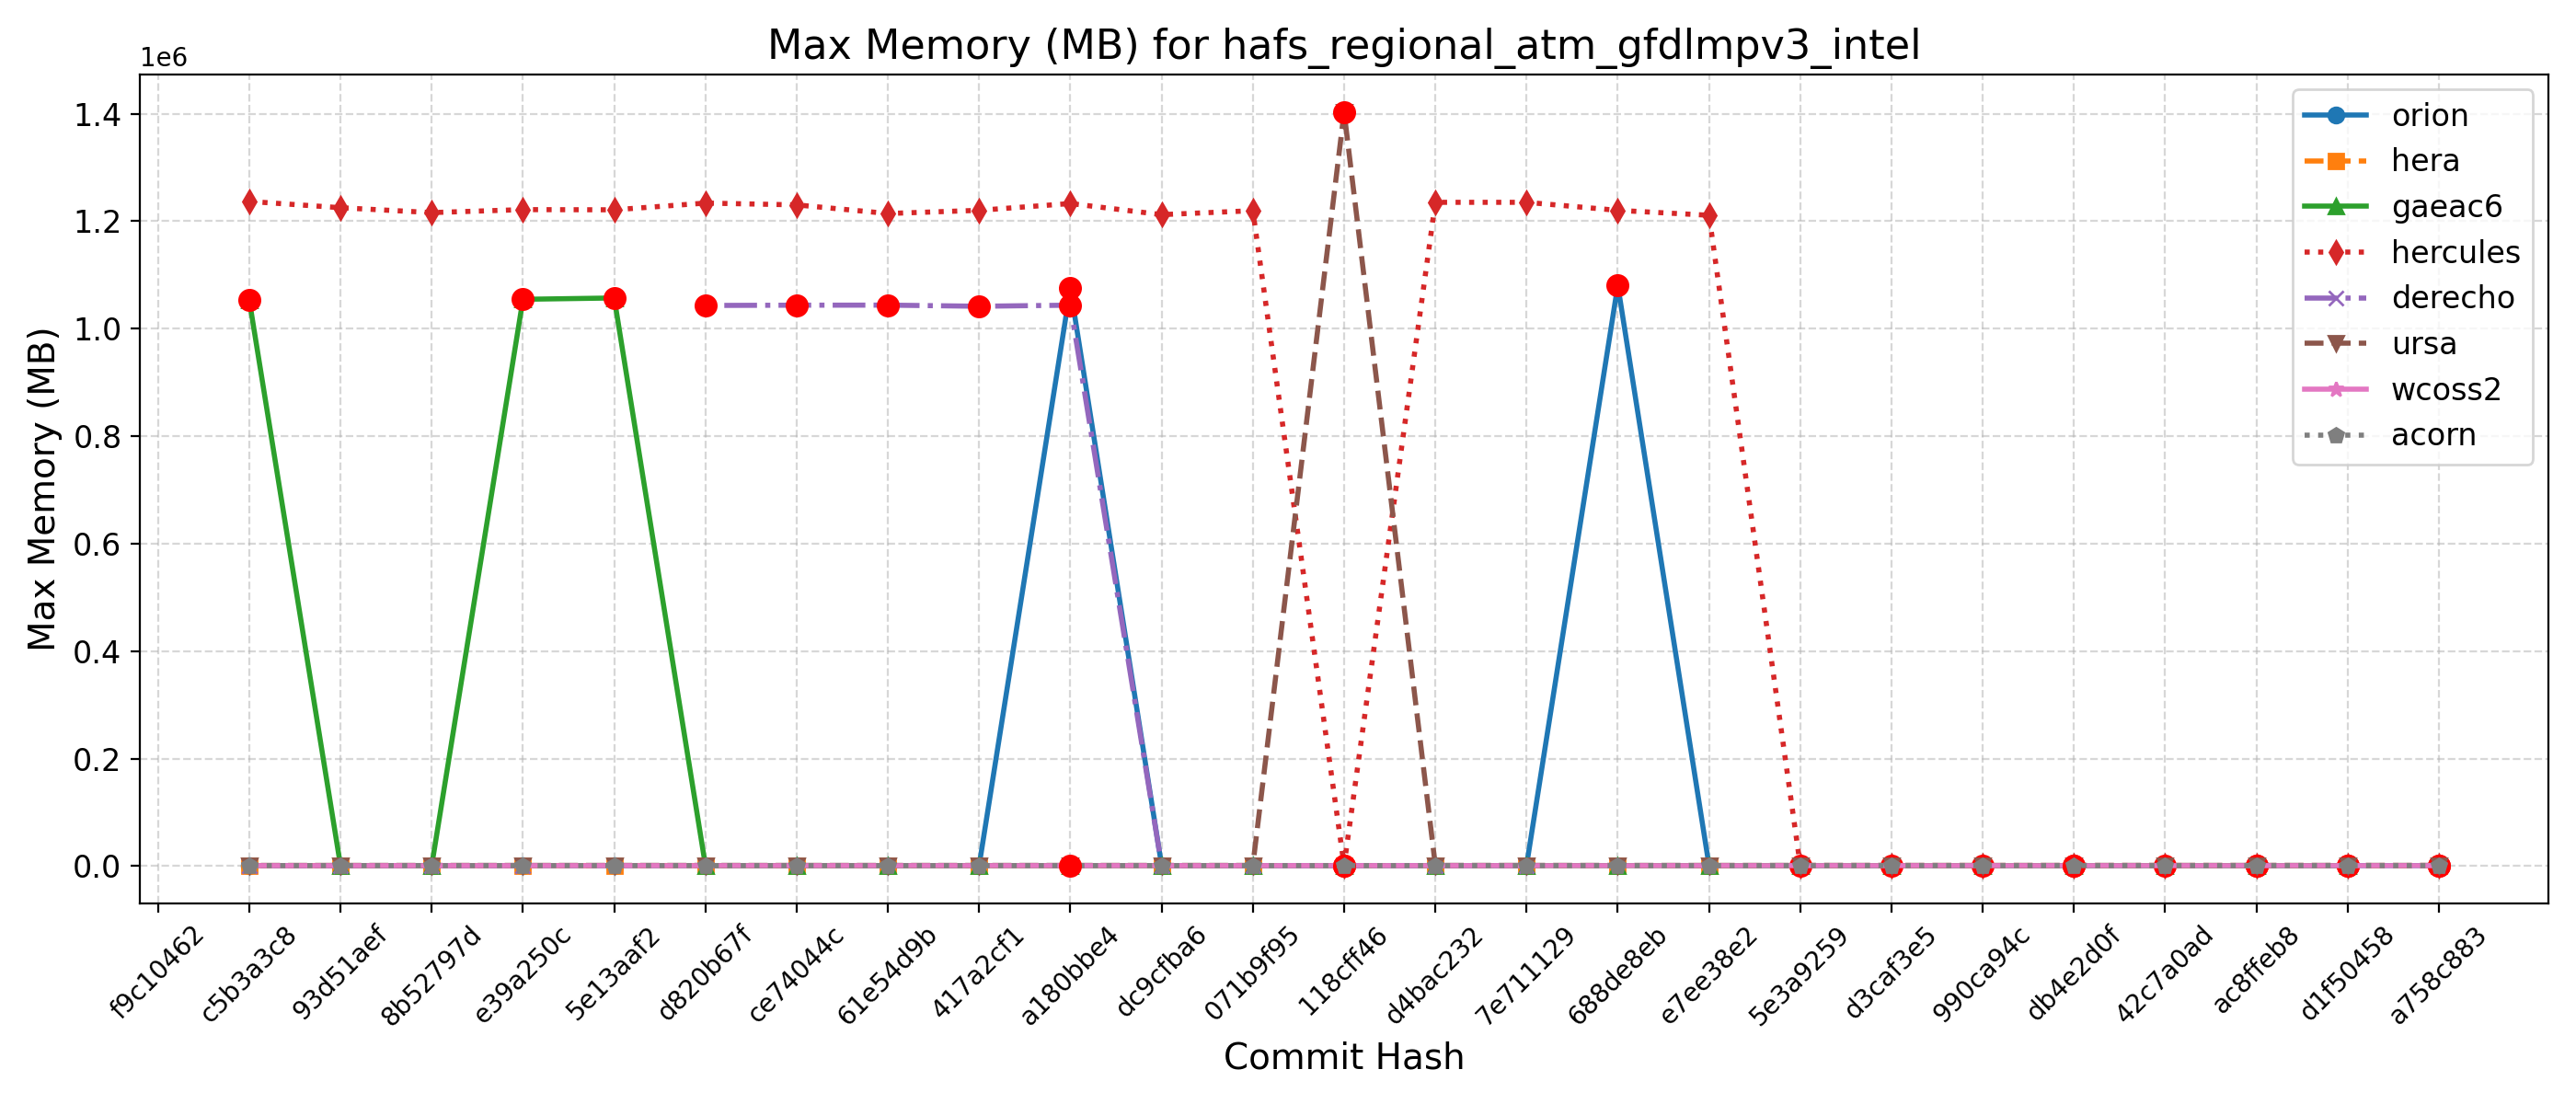 Max Memory (MB) for hafs_regional_atm_gfdlmpv3_intel
1e6
1.4
1.2
1.0
0.8
0.6
0.4
0.2
0.0
Max Memory (MB)
orion
hera
gaeac6
hercules
derecho
ursa
wcoss2
acorn
f9c10462
c5b3a3c8
93d51aef
8b52797d
e39a250c
5e13aaf2
d820b67f
ce74044c
61e54d9b
417a2cf1
a180bbe4
dc9cfba6
071b9f95
118cff46
d4bac232
7e711129
688de8eb
e7ee38e2
5e3a9259
d3caf3e5
990ca94c
db4e2d0f
42c7a0ad
ac8ffeb8
d1f50458
a758c883
Commit Hash